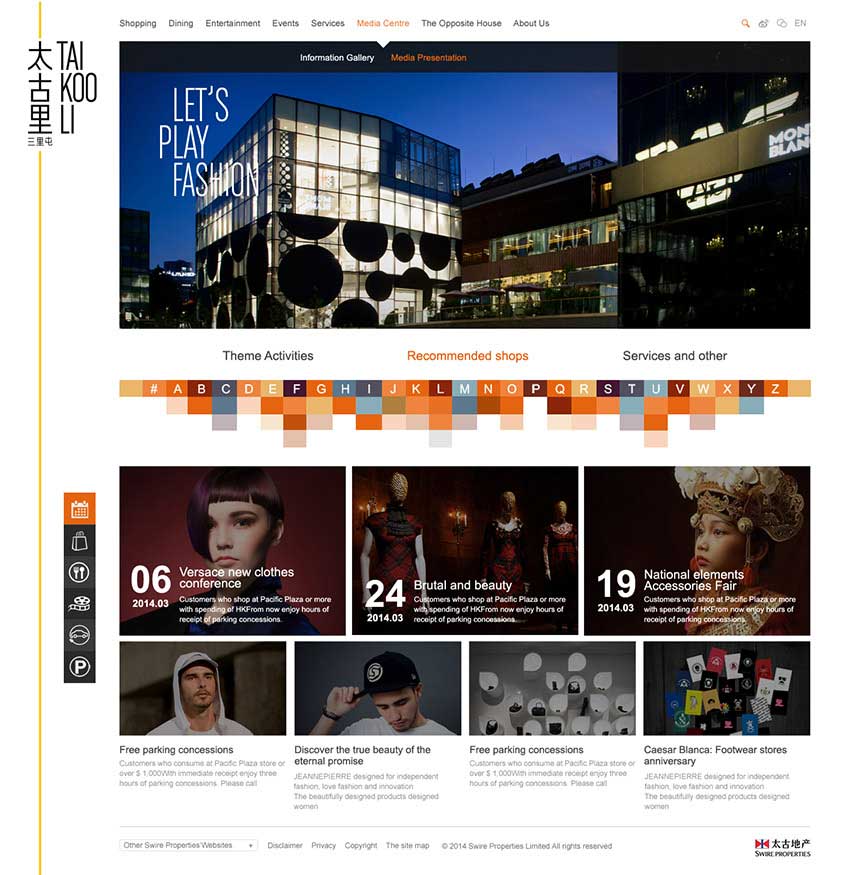 Shopping Dining Entertainment Events Services Media Centre The Opposite House About Us EN
太古里
三里屯
TAI
KOO
LI
Information Gallery Media Presentation
LET'S
PLAY
FASHION
MONT
BLANC
Theme Activities Recommended shops Services and other
# A B C D E F G H I J K L M N O P Q R S T U V W X Y Z
06
2014.03
Versace new clothes
conference
Customers who shop at Pacific Plaza or more
with spending of HKFrom now enjoy hours of
receipt of parking concessions.
24
2014.03
Brutal and beauty
Customers who shop at Pacific Plaza or more
with spending of HKFrom now enjoy hours of
receipt of parking concessions.
19
2014.03
National elements
Accessories Fair
Customers who shop at Pacific Plaza or more
with spending of HKFrom now enjoy hours of
receipt of parking concessions.
P
Free parking concessions
Customers who consume at Pacific Plaza store or
over $ 1,000With immediate receipt enjoy three
hours of parking concessions. Please call
Discover the true beauty of the
eternal promise
JEANNEPIERRE designed for independent
fashion, love fashion and innovation
The beautifully designed products designed
women
Free parking concessions
Customers who consume at Pacific Plaza store or
over $ 1,000With immediate receipt enjoy three
hours of parking concessions. Please call
Caesar Blanca: Footwear stores
anniversary
JEANNEPIERRE designed for independent
fashion, love fashion and innovation
The beautifully designed products designed
women
Other Swire Properties'Websites Disclaimer Privacy Copyright The site map © 2014 Swire Properties Limited All rights reserved
太古地产
SWIRE PROPERTIES